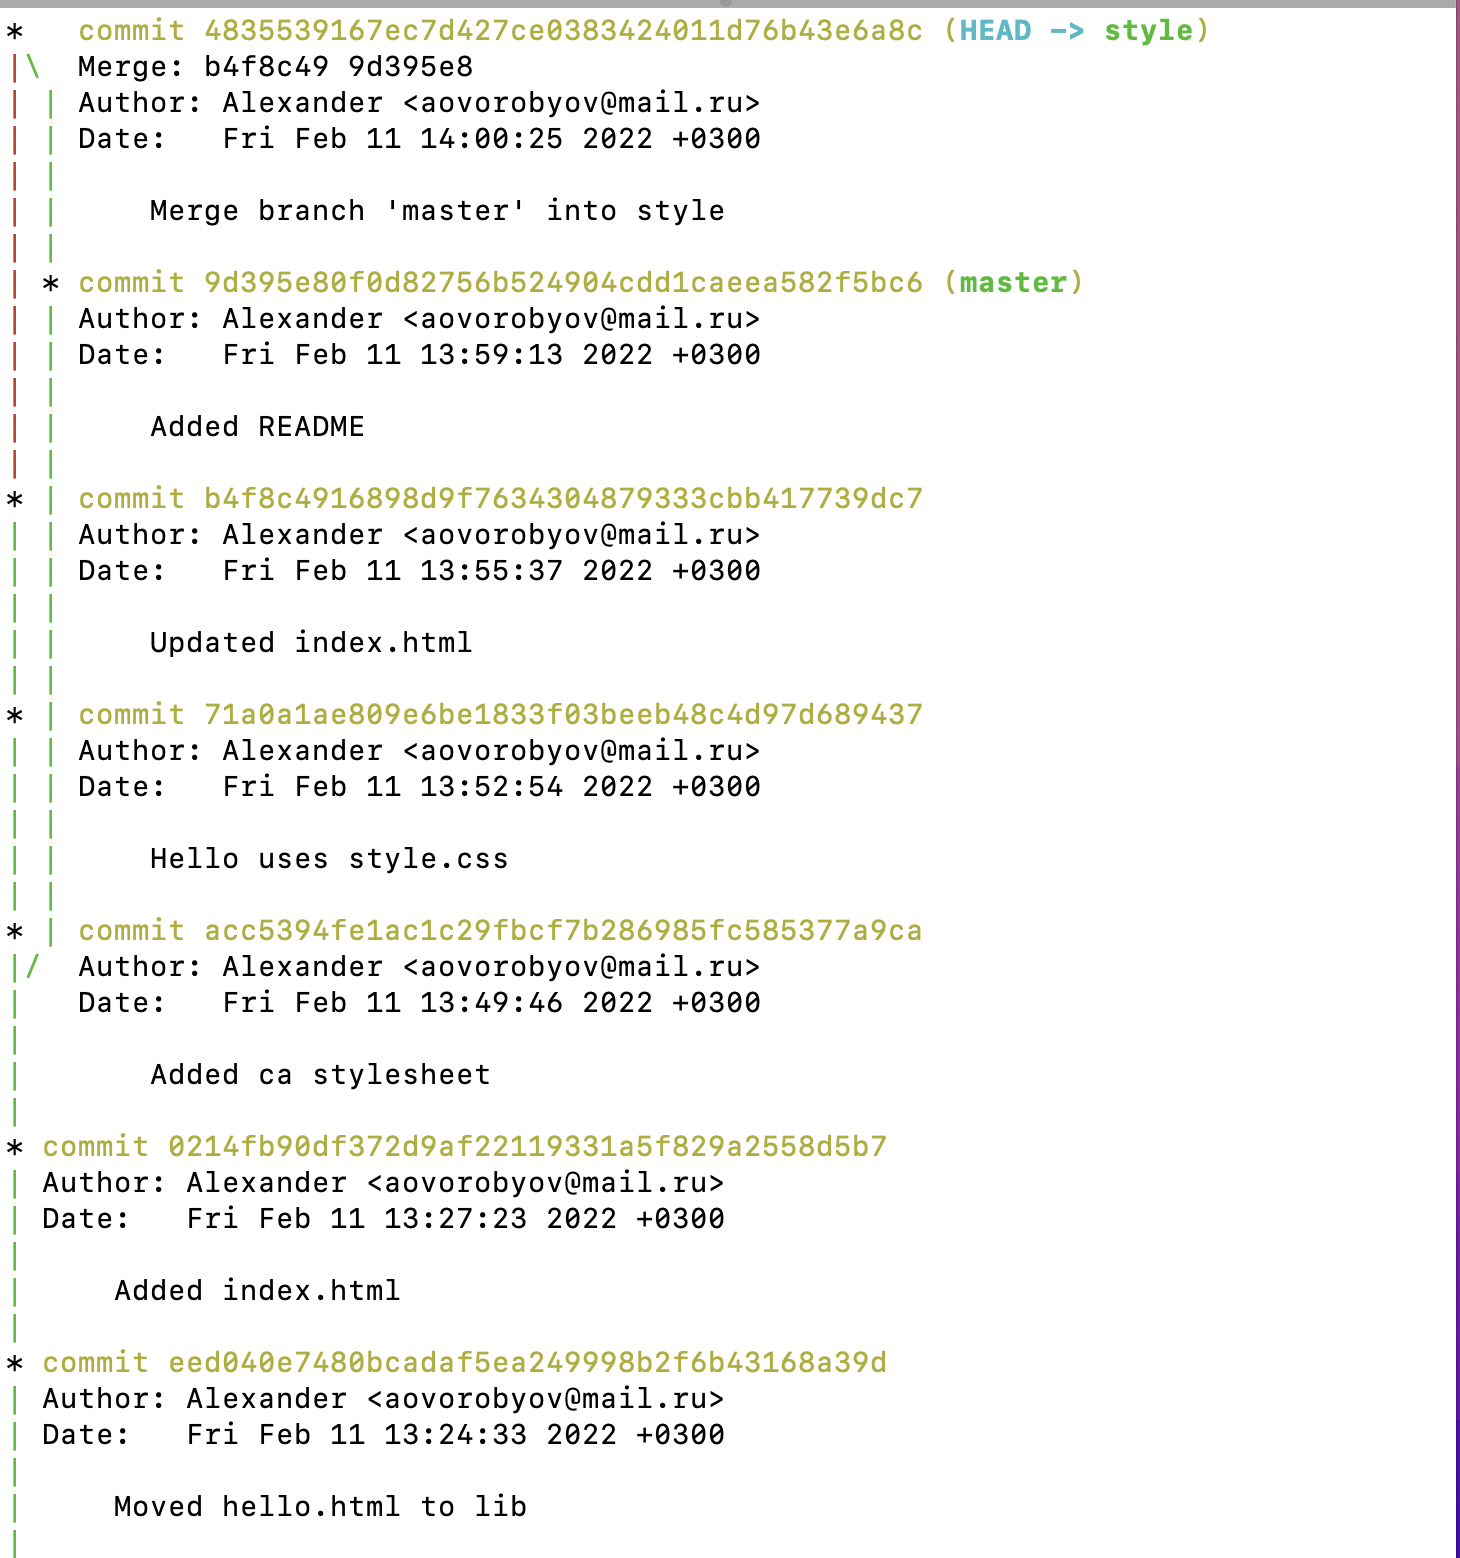 *   commit 4835539167ec7d427ce0383424011d76b43e6a8c (HEAD -> style)
|\  Merge: b4f8c49 9d395e8
| | Author: Alexander <aovorobyov@mail.ru>
| | Date:   Fri Feb 11 14:00:25 2022 +0300
| |
| |     Merge branch 'master' into style
| |
| * commit 9d395e80f0d82756b524904cdd1caeea582f5bc6 (master)
| | Author: Alexander <aovorobyov@mail.ru>
| | Date:   Fri Feb 11 13:59:13 2022 +0300
| |
| |     Added README
| |
* | commit b4f8c4916898d9f7634304879333cbb417739dc7
| | Author: Alexander <aovorobyov@mail.ru>
| | Date:   Fri Feb 11 13:55:37 2022 +0300
| |
| |     Updated index.html
| |
* | commit 71a0a1ae809e6be1833f03beeb48c4d97d689437
| | Author: Alexander <aovorobyov@mail.ru>
| | Date:   Fri Feb 11 13:52:54 2022 +0300
| |
| |     Hello uses style.css
| |
* | commit acc5394fe1ac1c29fbcf7b286985fc585377a9ca
|/  Author: Alexander <aovorobyov@mail.ru>
|   Date:   Fri Feb 11 13:49:46 2022 +0300
|
|       Added ca stylesheet
|
* commit 0214fb90df372d9af22119331a5f829a2558d5b7
| Author: Alexander <aovorobyov@mail.ru>
| Date:   Fri Feb 11 13:27:23 2022 +0300
|
|     Added index.html
|
* commit eed040e7480bcadaf5ea249998b2f6b43168a39d
| Author: Alexander <aovorobyov@mail.ru>
| Date:   Fri Feb 11 13:24:33 2022 +0300
|
|     Moved hello.html to lib
|